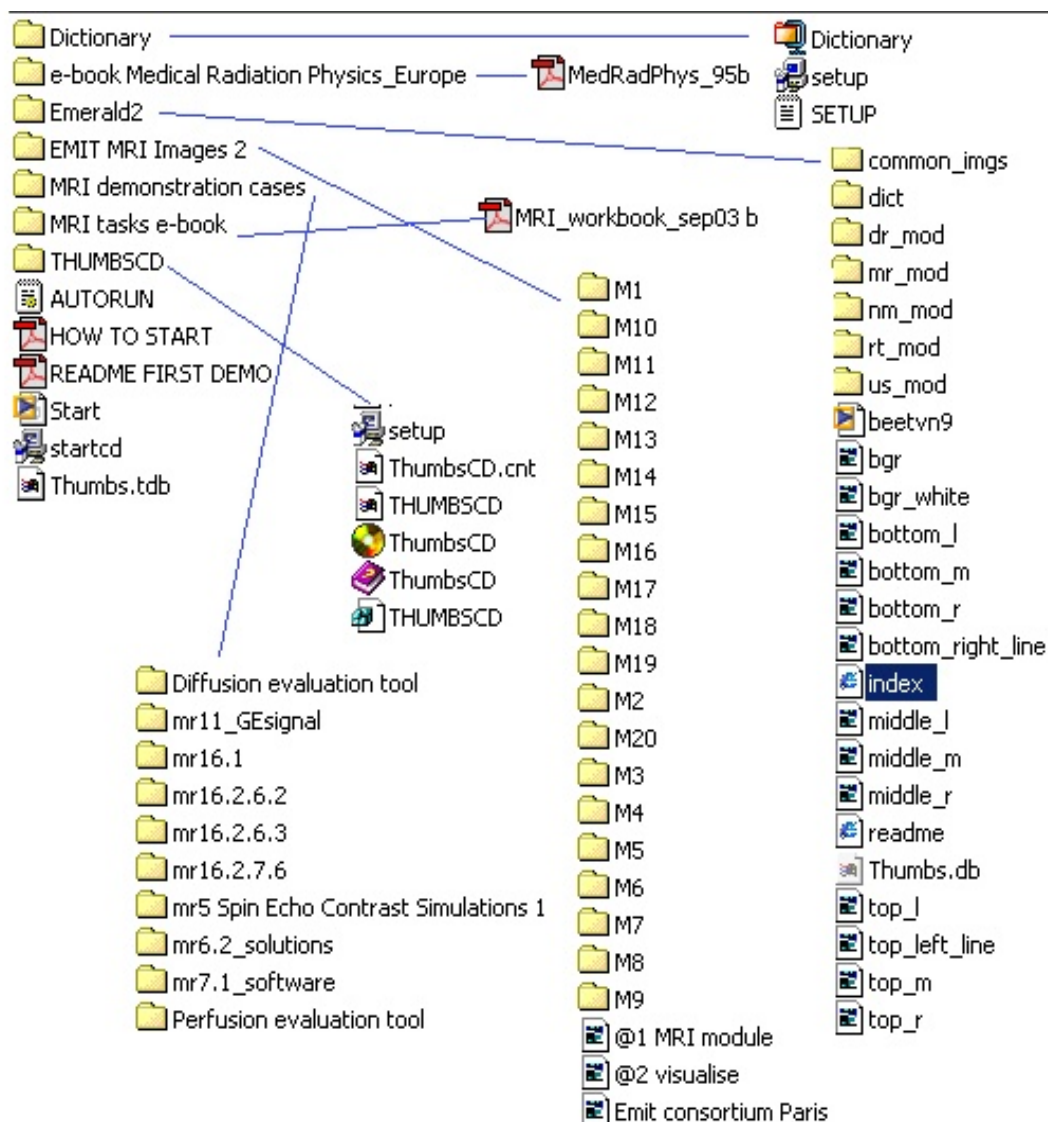 Dictionary
e-book Medical Radiation Physics_Europe
Emerald2
EMIT MRI Images 2
MRI demonstration cases
MRI tasks e-book
THUMBSCD
AUTORUN
HOW TO START
README FIRST DEMO
Start
startcd
Thumbs.tdb
Dictionary
setup
SETUP
MedRadPhys_95b
MRI_workbook_sep03 b
common_imgs
dict
dr_mod
mr_mod
nm_mod
rt_mod
us_mod
beetvn9
bgr
bgr_white
bottom_l
bottom_m
bottom_r
bottom_right_line
index
middle_l
middle_m
middle_r
readme
Thumbs.db
top_l
top_left_line
top_m
top_r
M1
M10
M11
M12
M13
M14
M15
M16
M17
M18
M19
M2
M20
M3
M4
M5
M6
M7
M8
M9
@1 MRI module
@2 visualise
Emit consortium Paris
setup
ThumbsCD.cnt
THUMBSCD
ThumbsCD
ThumbsCD
THUMBSCD
Diffusion evaluation tool
mr11_GEsignal
mr16.1
mr16.2.6.2
mr16.2.6.3
mr16.2.7.6
mr5 Spin Echo Contrast Simulations 1
mr6.2_solutions
mr7.1_software
Perfusion evaluation tool